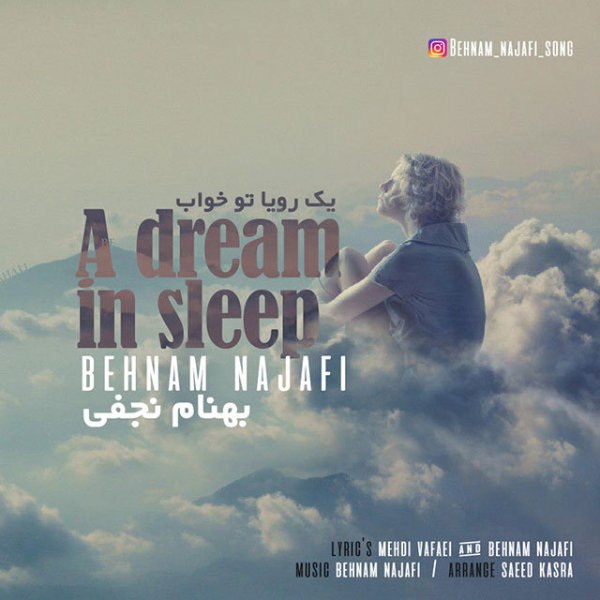 BEHNAM_NAJAFI_SONG
یک رویا تو خواب
A dream
in sleep
BEHNAM NAJAFI
بهنام نجفی
LYRIC'S MEHDI VAFAEI AND BEHNAM NAJAFI
MUSIC BEHNAM NAJAFI / ARRANGE SAEED KASRA